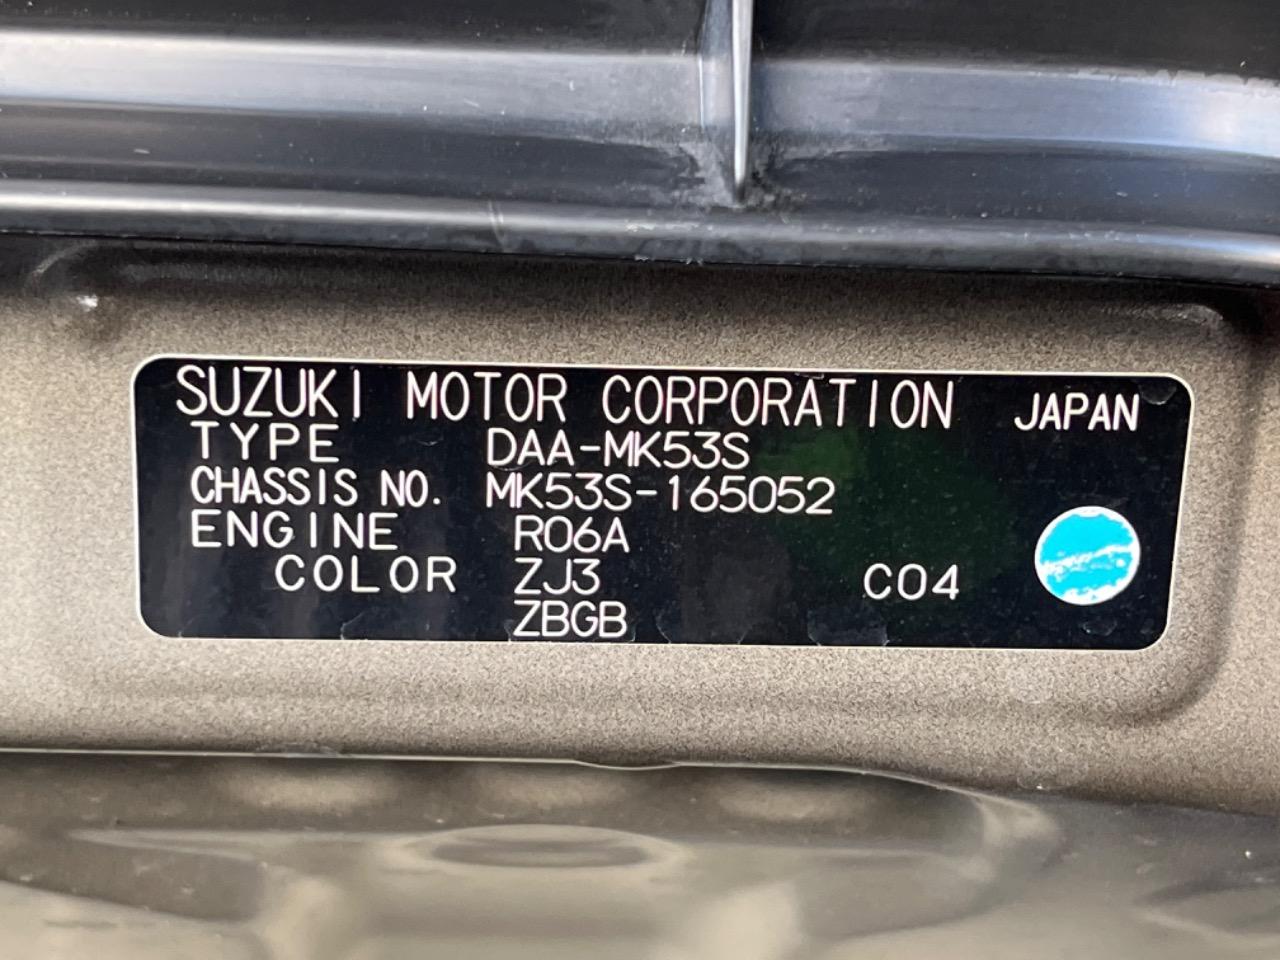 SUZUKI MOTOR CORPORATION JAPAN
TYPE DAA-MK53S
CHASSIS NO. MK53S-165052
ENGINE R06A
COLOR ZJ3 C04
ZBGB